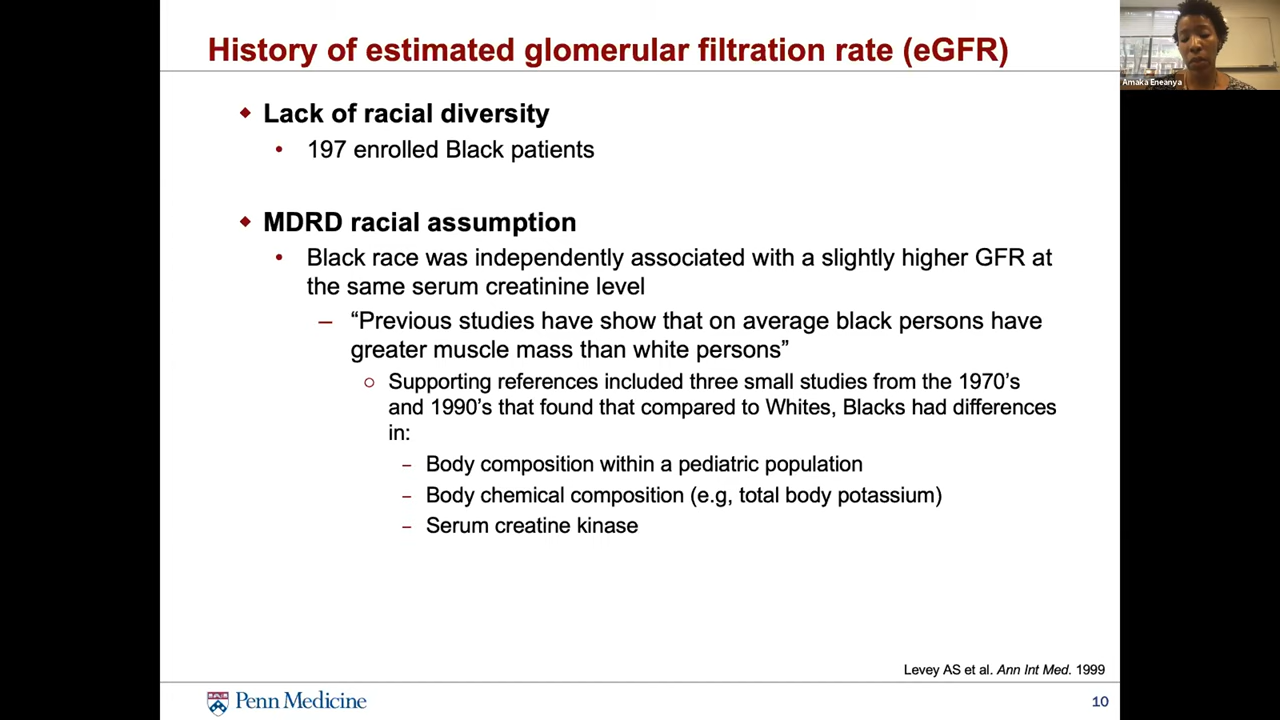 History of estimated glomerular filtration rate (eGFR)
Amaka Eneanya
Lack of racial diversity
197 enrolled Black patients
MDRD racial assumption
Black race was independently associated with a slightly higher GFR at
the same serum creatinine level
“Previous studies have show that on average black persons have
greater muscle mass than white persons”
Supporting references included three small studies from the 1970’s
and 1990’s that found that compared to Whites, Blacks had differences
in:
Body composition within a pediatric population
Body chemical composition (e.g, total body potassium)
Serum creatine kinase
Levey AS et al. Ann Int Med. 1999
Penn Medicine
10